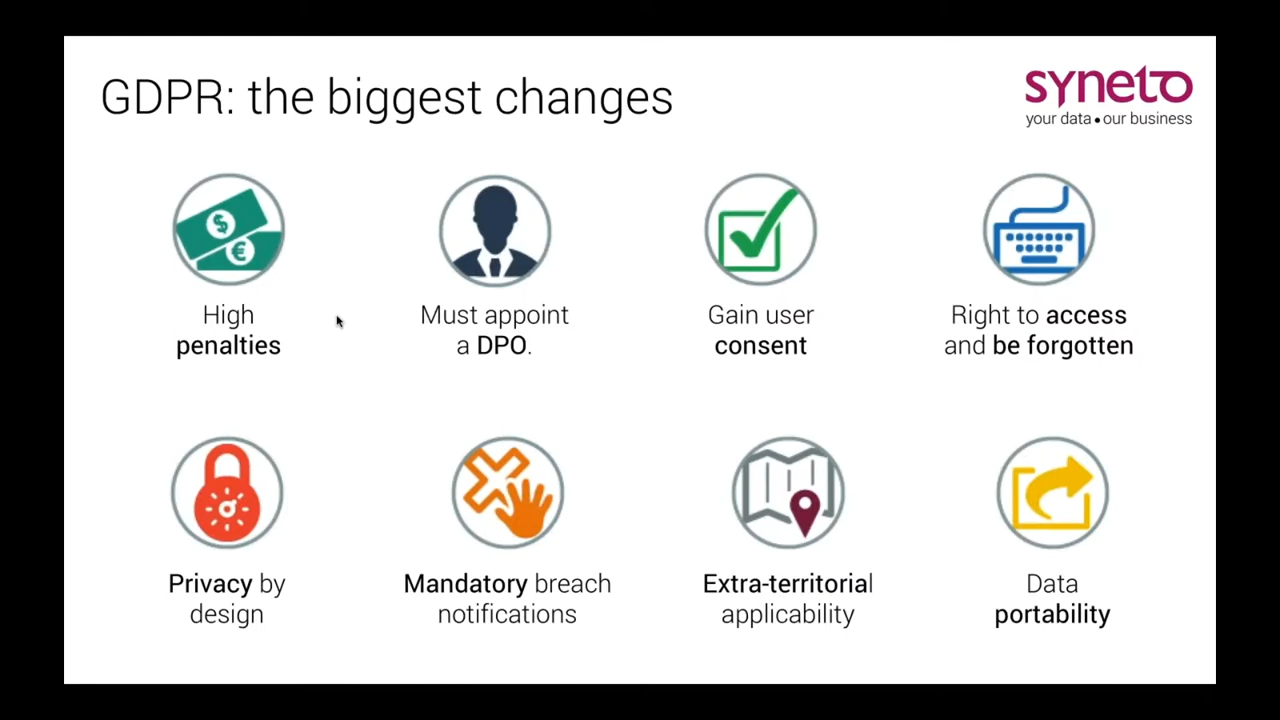 GDPR: the biggest changes
syneto
your data • our business
$
€
High
penalties
Must appoint
a DPO.
Gain user
consent
Right to access
and be forgotten
Privacy by
design
Mandatory breach
notifications
Extra-territorial
applicability
Data
portability